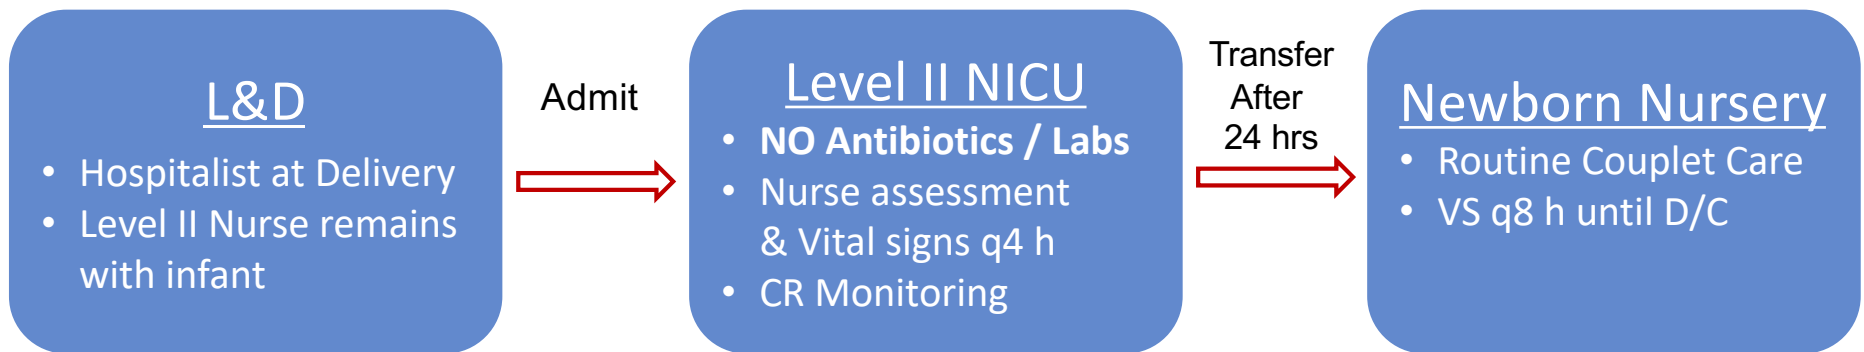 L&D
• Hospitalist at Delivery
• Level II Nurse remains
with infant
Admit
Level II NICU
• NO Antibiotics / Labs
• Nurse assessment
& Vital signs q4 h
• CR Monitoring
Transfer
After
24 hrs
Newborn Nursery
• Routine Couplet Care
• VS q8 h until D/C